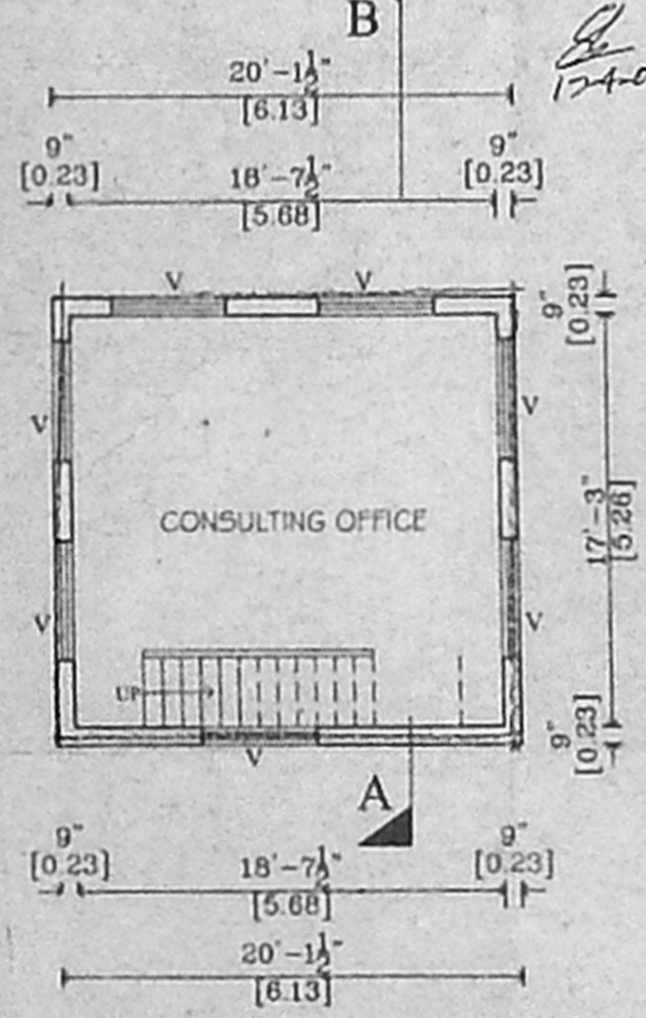 B
20'-1½"
[6.13]
9"
[0.23]
18'-7½"
[5.68]
9"
[0.23]
V
V
9"
[0.23]
V
V
CONSULTING OFFICE
17'-3"
[5.26]
V
V
UP
V
9"
[0.23]
A
9"
[0.23]
18'-7½"
[5.68]
9"
[0.23]
20'-1½"
[6.13]